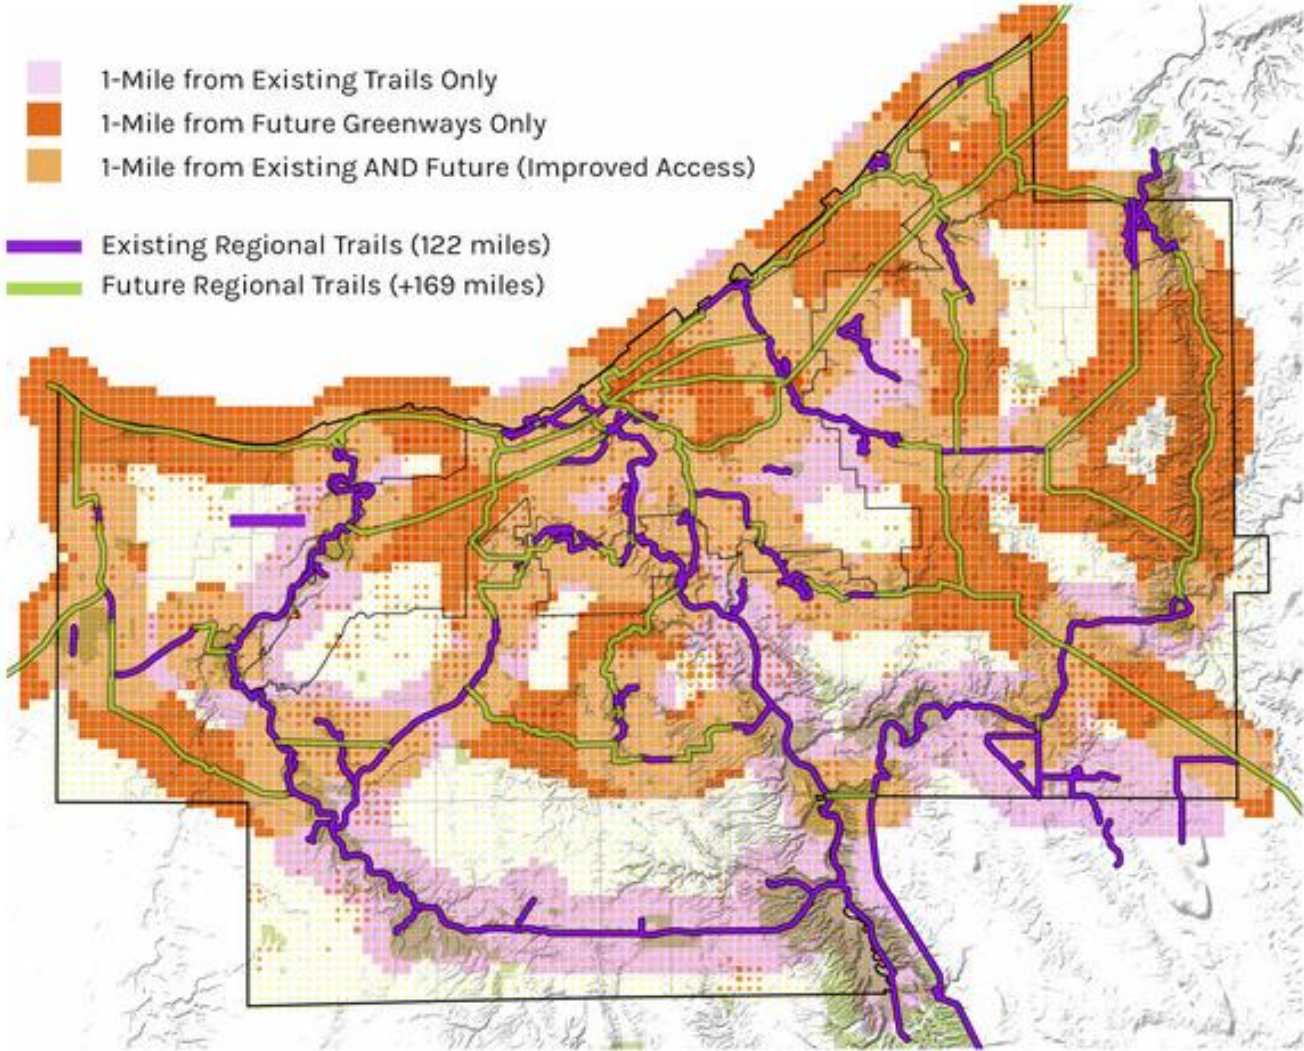 1-Mile from Existing Trails Only
1-Mile from Future Greenways Only
1-Mile from Existing AND Future (Improved Access)
Existing Regional Trails (122 miles)
Future Regional Trails (+169 miles)